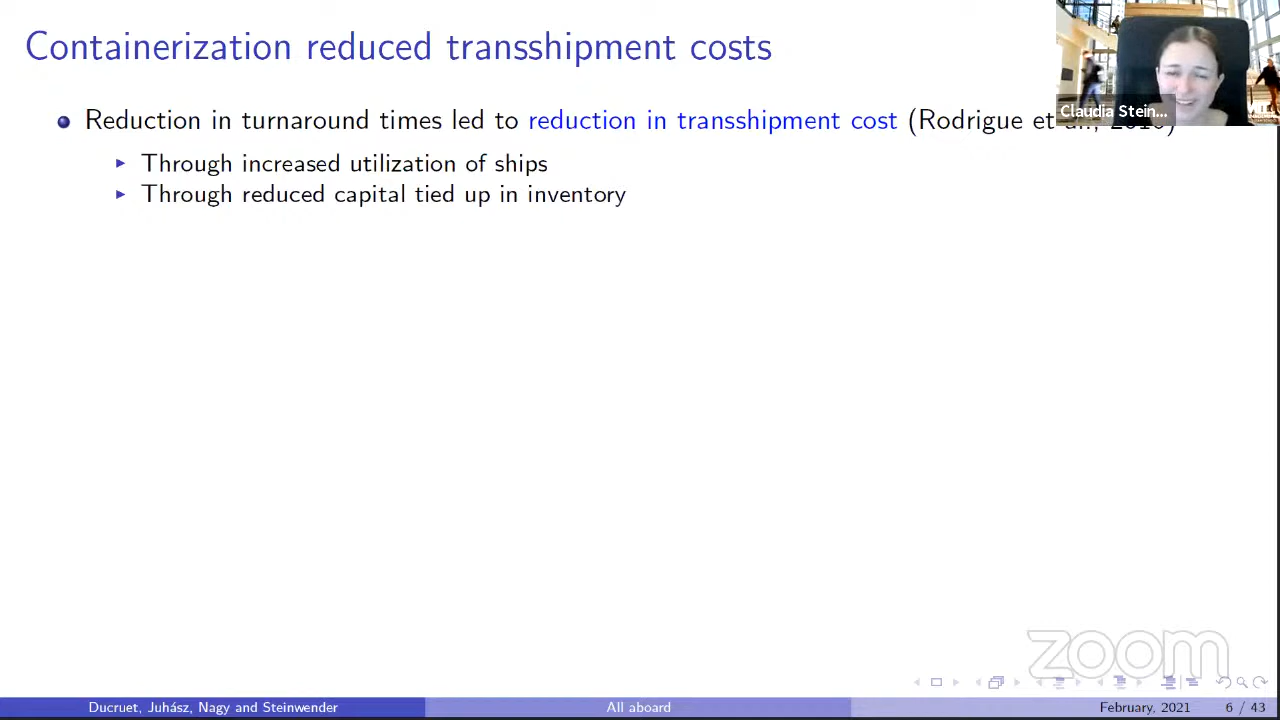 Containerization reduced transshipment costs
Claudia Stein...
Reduction in turnaround times led to reduction in transshipment cost (Rodrigue et
Through increased utilization of ships
Through reduced capital tied up in inventory
zoom
Ducruet, Juhász, Nagy and Steinwender
All aboard
February, 2021
6 / 43